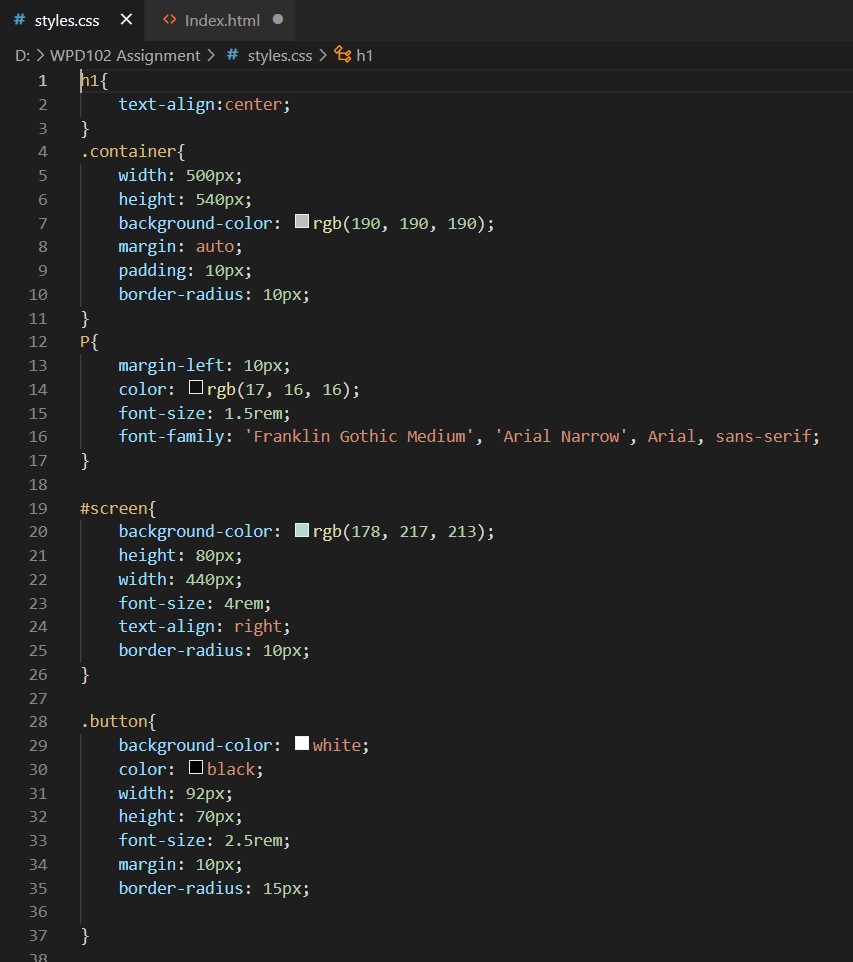 # styles.css ✕ <> Index.html ●
D: > WPD102 Assignment > # styles.css > h1
1 h1{
2 text-align:center;
3 }
4 .container{
5 width: 500px;
6 height: 540px;
7 background-color: rgb(190, 190, 190);
8 margin: auto;
9 padding: 10px;
10 border-radius: 10px;
11 }
12 P{
13 margin-left: 10px;
14 color: rgb(17, 16, 16);
15 font-size: 1.5rem;
16 font-family: 'Franklin Gothic Medium', 'Arial Narrow', Arial, sans-serif;
17 }
18
19 #screen{
20 background-color: rgb(178, 217, 213);
21 height: 80px;
22 width: 440px;
23 font-size: 4rem;
24 text-align: right;
25 border-radius: 10px;
26 }
27
28 .button{
29 background-color: white;
30 color: black;
31 width: 92px;
32 height: 70px;
33 font-size: 2.5rem;
34 margin: 10px;
35 border-radius: 15px;
36
37 }
38